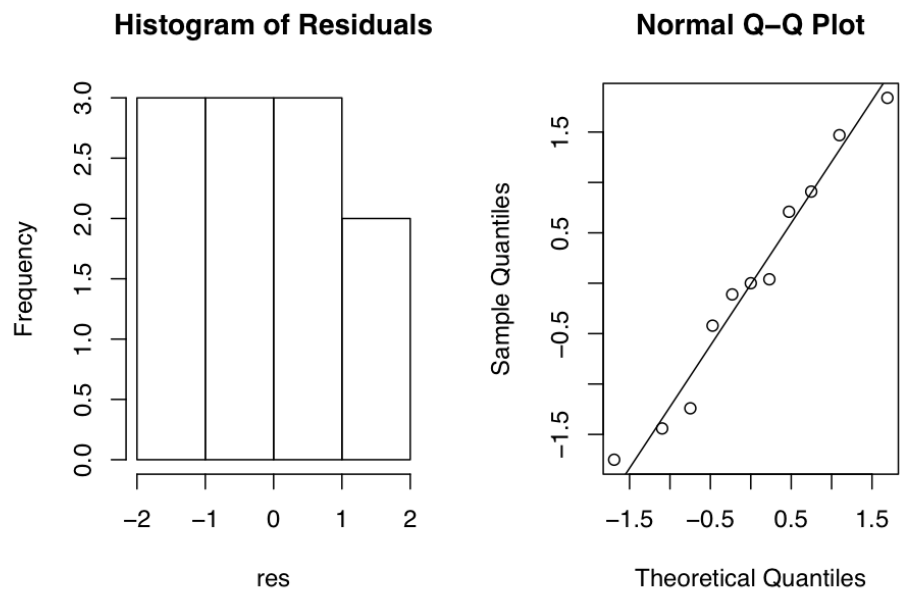 Histogram of Residuals
Frequency
3.0
2.5
2.0
1.5
1.0
0.5
0.0
−2 −1 0 1 2
res
Normal Q−Q Plot
Sample Quantiles
1.5
0.5
−0.5
−1.5
−1.5 −0.5 0.5 1.5
Theoretical Quantiles